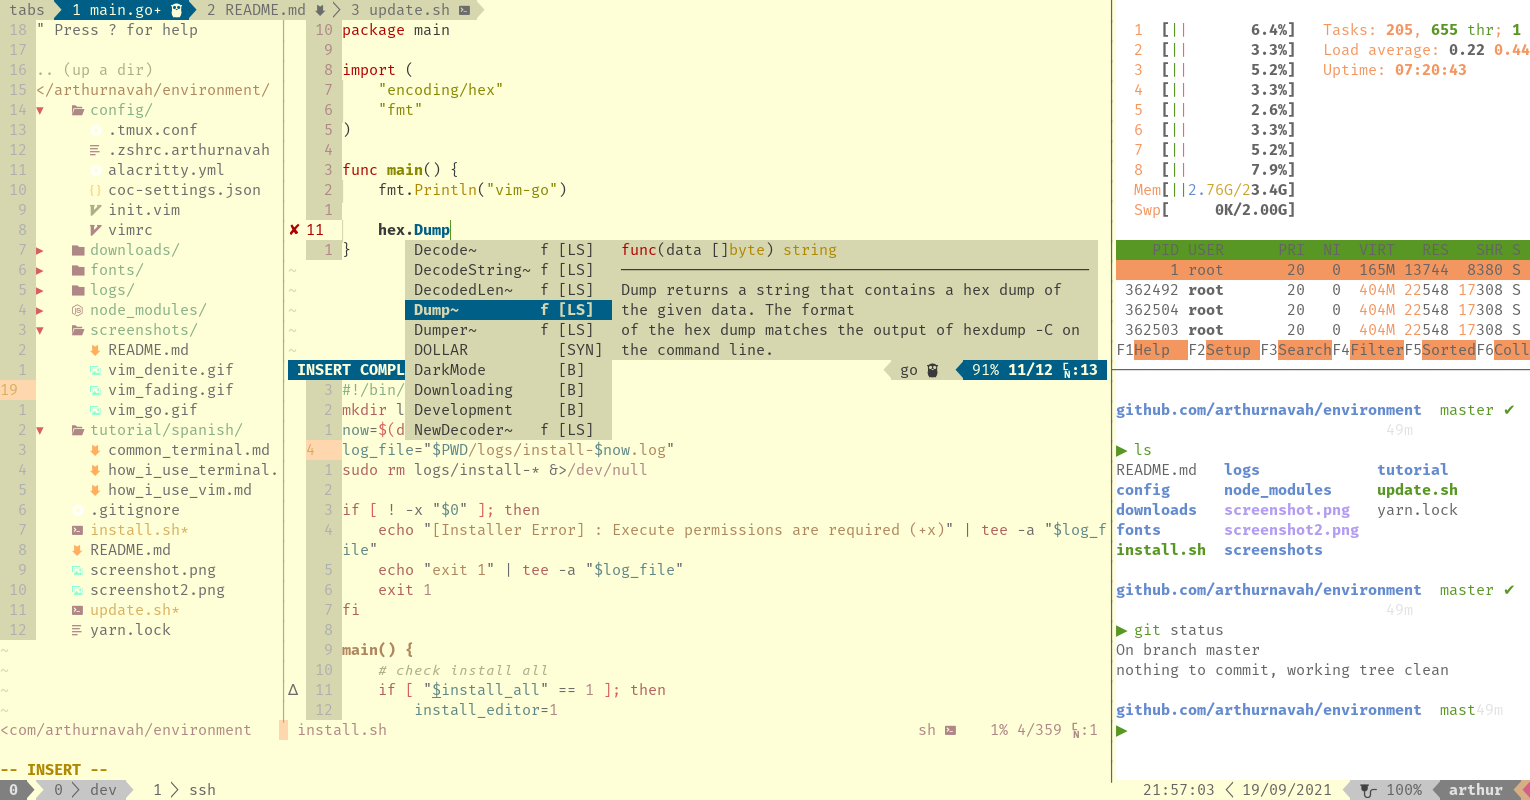 tabs 1 main.go+ 2 README.md 3 update.sh
18 " Press ? for help
17
16 .. (up a dir)
15 </arthurnavah/environment/
14 ▾ config/
13 .tmux.conf
12 .zshrc.arthurnavah
11 alacritty.yml
10 coc-settings.json
9 init.vim
8 vimrc
7 ▸ downloads/
6 ▸ fonts/
5 ▸ logs/
4 ▸ node_modules/
3 ▾ screenshots/
2 README.md
1 vim_denite.gif
19 vim_fading.gif
1 vim_go.gif
2 ▾ tutorial/spanish/
3 common_terminal.md
4 how_i_use_terminal.
5 how_i_use_vim.md
6 .gitignore
7 install.sh*
8 README.md
9 screenshot.png
10 screenshot2.png
11 update.sh*
12 yarn.lock
~
~
~
~
<com/arthurnavah/environment
10 package main
9
8 import (
7 "encoding/hex"
6 "fmt"
5 )
4
3 func main() {
2 fmt.Println("vim-go")
1
✘ 11 hex.Dump
1 }
~
~
~
~
~
Decode~ f [LS]
DecodeString~ f [LS]
DecodedLen~ f [LS]
Dump~ f [LS]
Dumper~ f [LS]
DOLLAR [SYN]
DarkMode [B]
Downloading [B]
Development [B]
NewDecoder~ f [LS]
func(data []byte) string
Dump returns a string that contains a hex dump of
the given data. The format
of the hex dump matches the output of hexdump -C on
the command line.
INSERT COMPL go 91% 11/12 :13
3 #!/bin/
2 mkdir l
1 now=$(d
4 log_file="$PWD/logs/install-$now.log"
1 sudo rm logs/install-* &>/dev/null
2
3 if [ ! -x "$0" ]; then
4 echo "[Installer Error] : Execute permissions are required (+x)" | tee -a "$log_f
ile"
5 echo "exit 1" | tee -a "$log_file"
6 exit 1
7 fi
8
9 main() {
10 # check install all
Δ 11 if [ "$install_all" == 1 ]; then
12 install_editor=1
install.sh sh 1% 4/359 :1
-- INSERT --
1 [|| 6.4%] Tasks: 205, 655 thr; 1
2 [|| 3.3%] Load average: 0.22 0.44
3 [|| 5.2%] Uptime: 07:20:43
4 [|| 3.3%]
5 [|| 2.6%]
6 [|| 3.3%]
7 [|| 5.2%]
8 [|| 7.9%]
Mem[||2.76G/23.4G]
Swp[ 0K/2.00G]
PID USER PRI NI VIRT RES SHR S
1 root 20 0 165M 13744 8380 S
362492 root 20 0 404M 22548 17308 S
362504 root 20 0 404M 22548 17308 S
362503 root 20 0 404M 22548 17308 S
F1Help F2Setup F3SearchF4FilterF5SortedF6Coll
github.com/arthurnavah/environment master ✔
49m
▶ ls
README.md logs tutorial
config node_modules update.sh
downloads screenshot.png yarn.lock
fonts screenshot2.png
install.sh screenshots
github.com/arthurnavah/environment master ✔
49m
▶ git status
On branch master
nothing to commit, working tree clean
github.com/arthurnavah/environment mast49m
▶
0 0 dev 1 ssh 21:57:03 19/09/2021 100% arthur